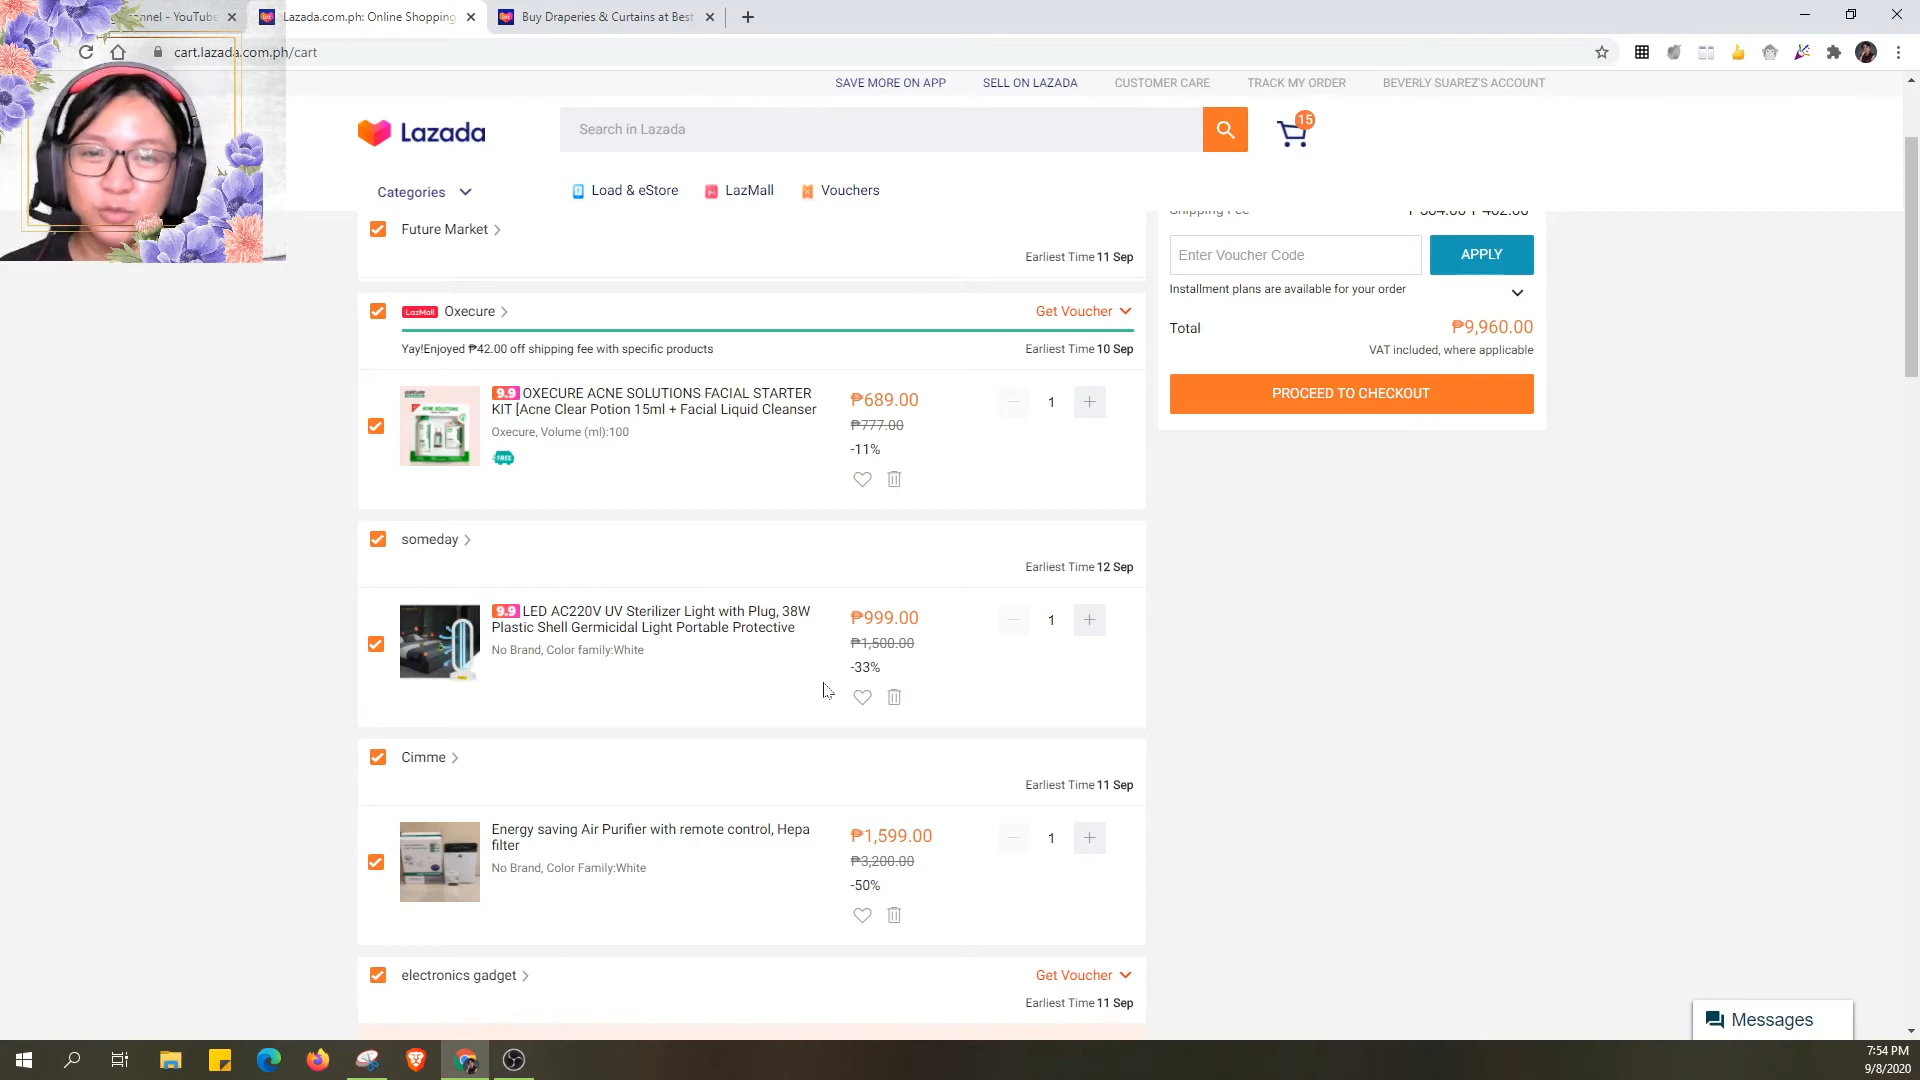 nnel - YouTube
Lazada.com.ph: Online Shopping
Buy Draperies & Curtains at Best
cart.lazada.com.ph/cart
SAVE MORE ON APP
SELL ON LAZADA
CUSTOMER CARE
TRACK MY ORDER
BEVERLY SUAREZ'S ACCOUNT
Lazada
Search in Lazada
15
Categories
Load & eStore
LazMall
Vouchers
Future Market
Earliest Time 11 Sep
LazMall Oxecure
Get Voucher
Yay!Enjoyed ₱42.00 off shipping fee with specific products
Earliest Time 10 Sep
9.9 OXECURE ACNE SOLUTIONS FACIAL STARTER
KIT [Acne Clear Potion 15ml + Facial Liquid Cleanser
Oxecure, Volume (ml):100
FREE
₱689.00
₱777.00
-11%
1
someday
Earliest Time 12 Sep
9.9 LED AC220V UV Sterilizer Light with Plug, 38W
Plastic Shell Germicidal Light Portable Protective
No Brand, Color family:White
₱999.00
₱1,500.00
-33%
1
Cimme
Earliest Time 11 Sep
Energy saving Air Purifier with remote control, Hepa
filter
No Brand, Color Family:White
₱1,599.00
₱3,200.00
-50%
1
electronics gadget
Get Voucher
Earliest Time 11 Sep
Shipping Fee
Enter Voucher Code
APPLY
Installment plans are available for your order
Total
₱9,960.00
VAT included, where applicable
PROCEED TO CHECKOUT
Messages
7:54 PM
9/8/2020